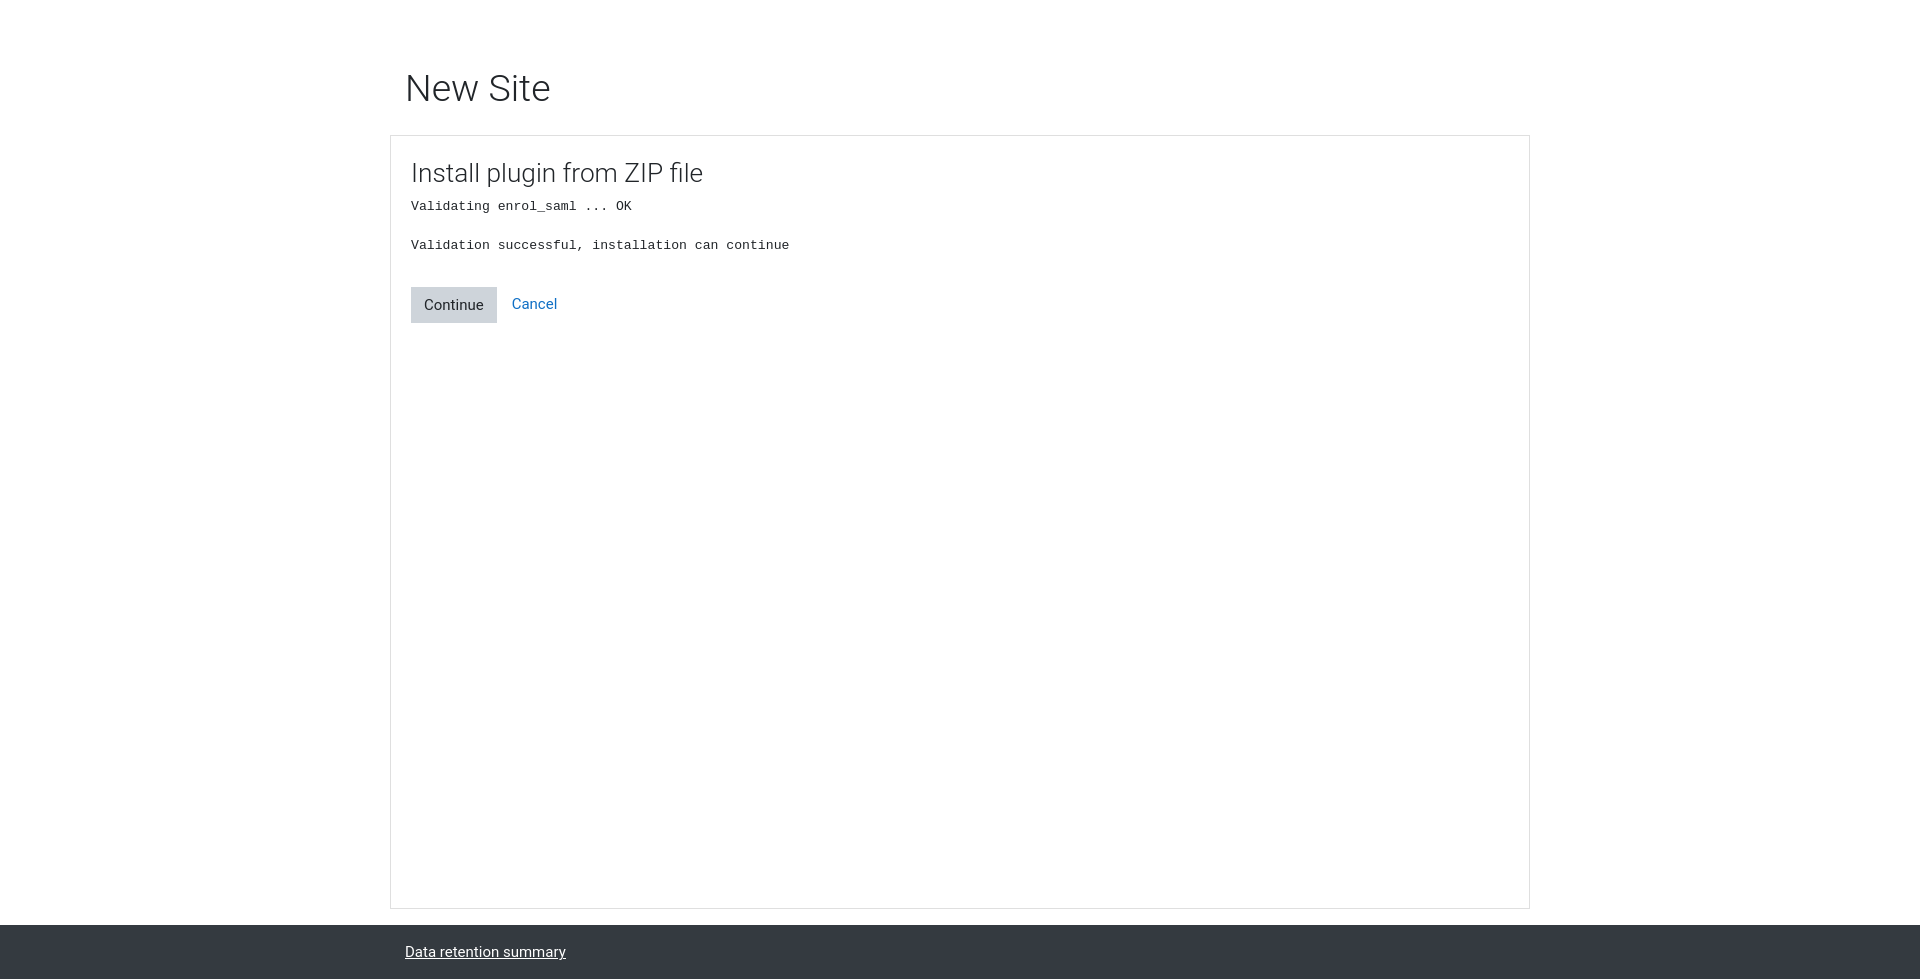 New Site
Install plugin from ZIP file
Validating enrol_saml ... OK
Validation successful, installation can continue
Continue Cancel
Data retention summary